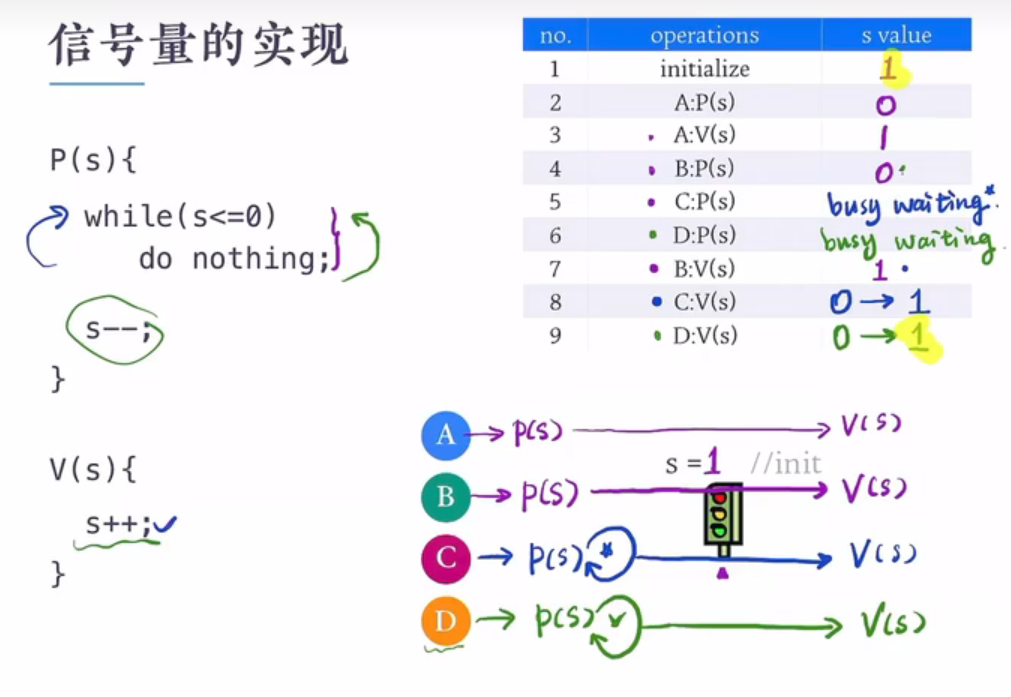 信号量的实现
P(s){
while(s<=0)
do nothing;
s--;
}
V(s){
s++;
}
no. operations s value
1 initialize 1
2 A:P(s) 0
3 A:V(s) 1
4 B:P(s) 0
5 C:P(s) busy waiting*
6 D:P(s) busy waiting
7 B:V(s) 1
8 C:V(s) 0 → 1
9 D:V(s) 0 → 1
A → P(s) → V(s)
s = 1 //init
B → P(s) → V(s)
C → P(s) * → V(s)
D → P(s) → V(s)